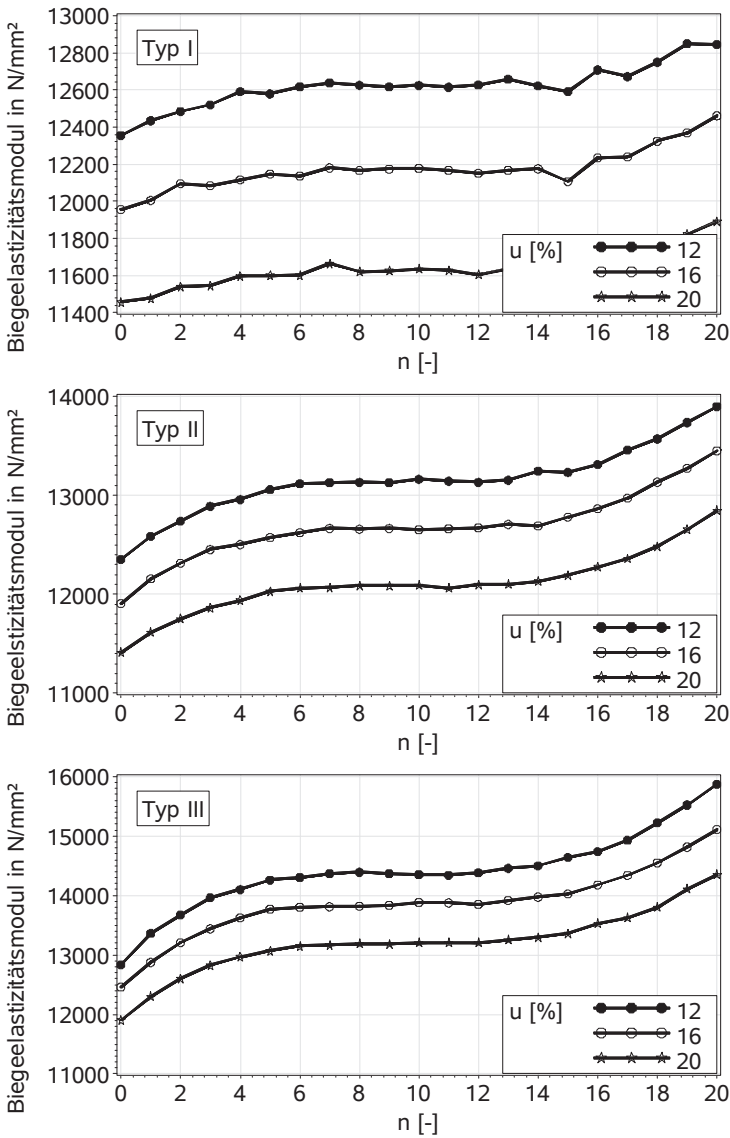 Biegeelastizitätsmodul in N/mm²
13000
12800
12600
12400
12200
12000
11800
11600
11400
Typ I
u [%]
12
16
20
0 2 4 6 8 10 12 14 16 18 20
n [-]
Biegeelstizitätsmodul in N/mm²
14000
13000
12000
11000
Typ II
u [%]
12
16
20
0 2 4 6 8 10 12 14 16 18 20
n [-]
Biegeelastizitätsmodul in N/mm²
16000
15000
14000
13000
12000
11000
Typ III
u [%]
12
16
20
0 2 4 6 8 10 12 14 16 18 20
n [-]